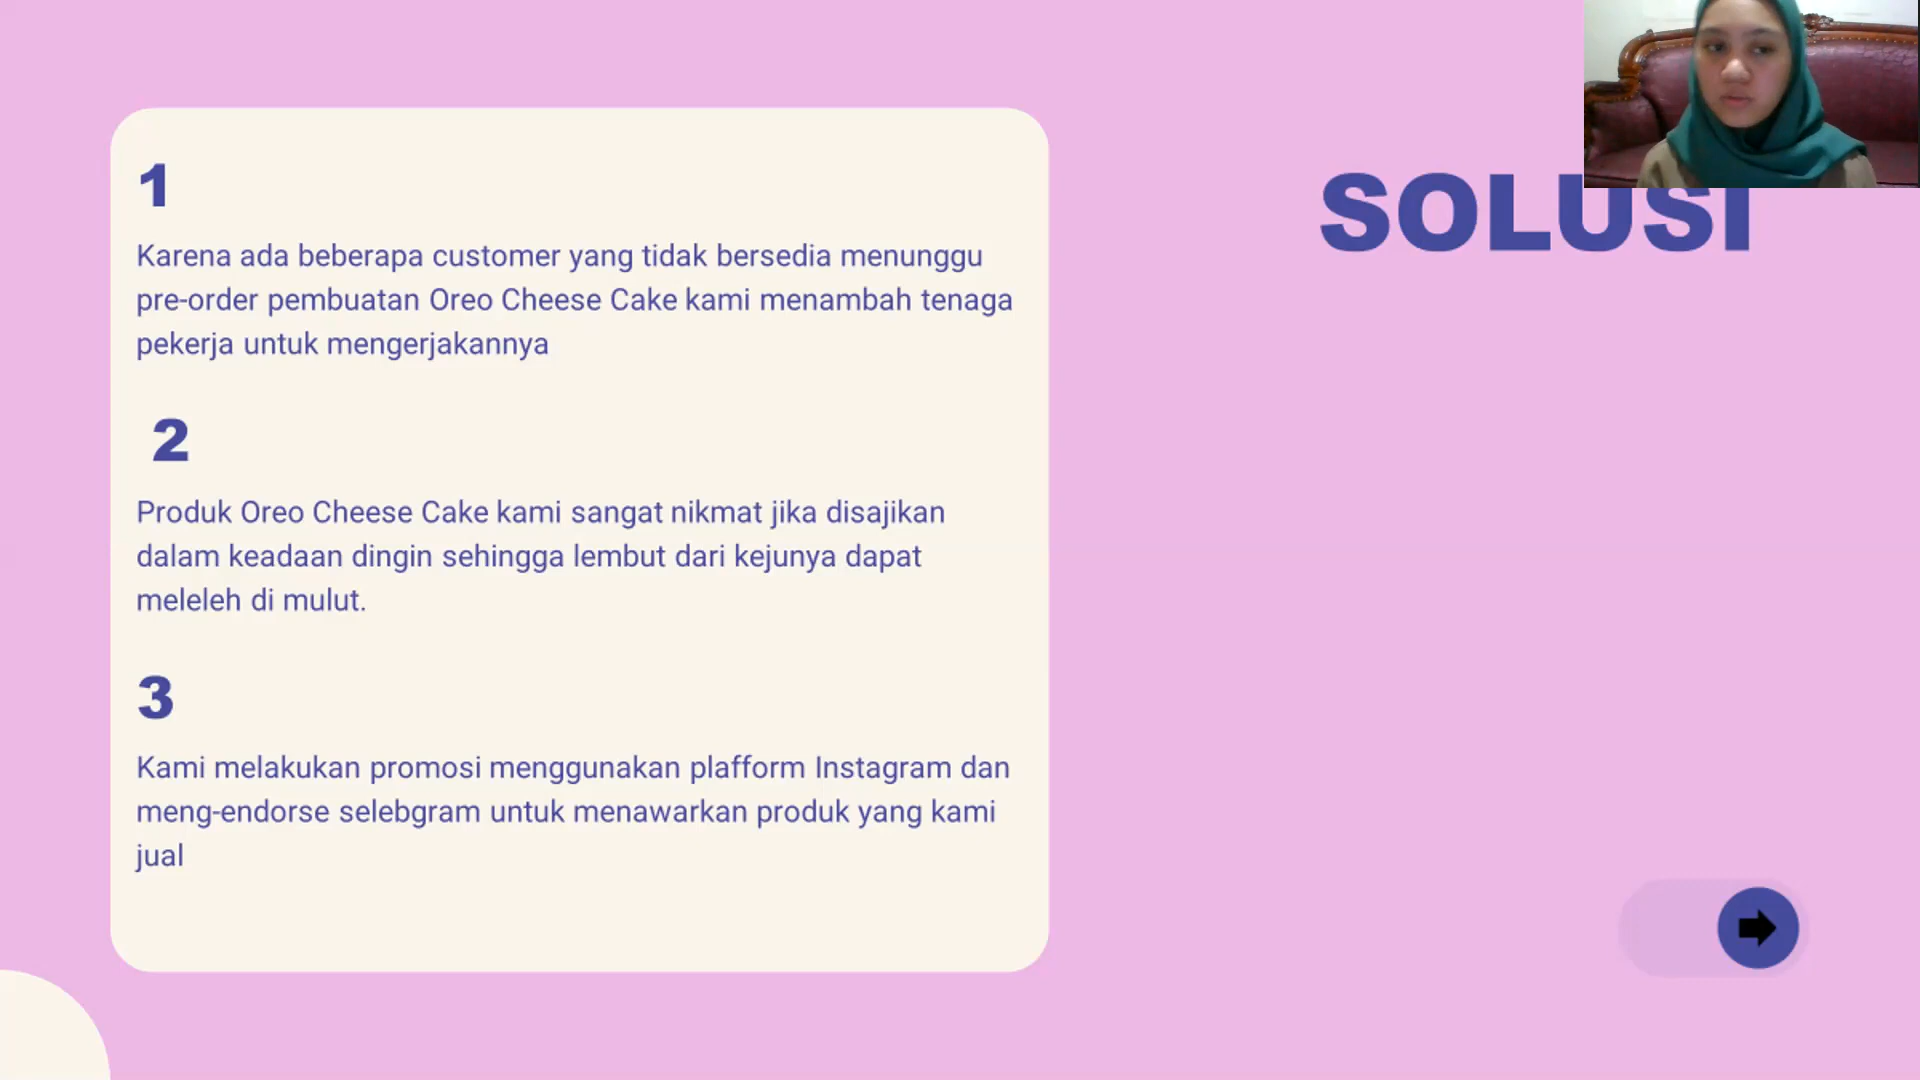 SOLUSI
1
Karena ada beberapa customer yang tidak bersedia menunggu
pre-order pembuatan Oreo Cheese Cake kami menambah tenaga
pekerja untuk mengerjakannya
2
Produk Oreo Cheese Cake kami sangat nikmat jika disajikan
dalam keadaan dingin sehingga lembut dari kejunya dapat
meleleh di mulut.
3
Kami melakukan promosi menggunakan plafform Instagram dan
meng-endorse selebgram untuk menawarkan produk yang kami
jual